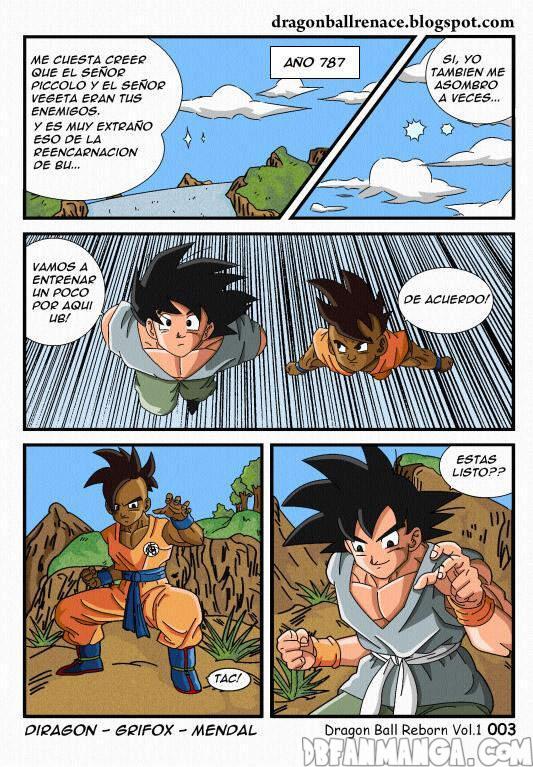 dragonballrenace.blogspot.com
ME CUESTA CREER
QUE EL SEÑOR
PICCOLO Y EL SEÑOR
VEGETA ERAN TUS
ENEMIGOS.
Y ES MUY EXTRAÑO
ESO DE LA
REENCARNACION
DE BU...
AÑO 787
SI, YO
TAMBIEN ME
ASOMBRO
A VECES...
VAMOS A
ENTRENAR
UN POCO
POR AQUI
UB!
DE ACUERDO!
TAC!
ESTAS
LISTO??
DIRAGON - GRIFOX - MENDAL
Dragon Ball Reborn Vol.1 003
DBFANMANGA.COM